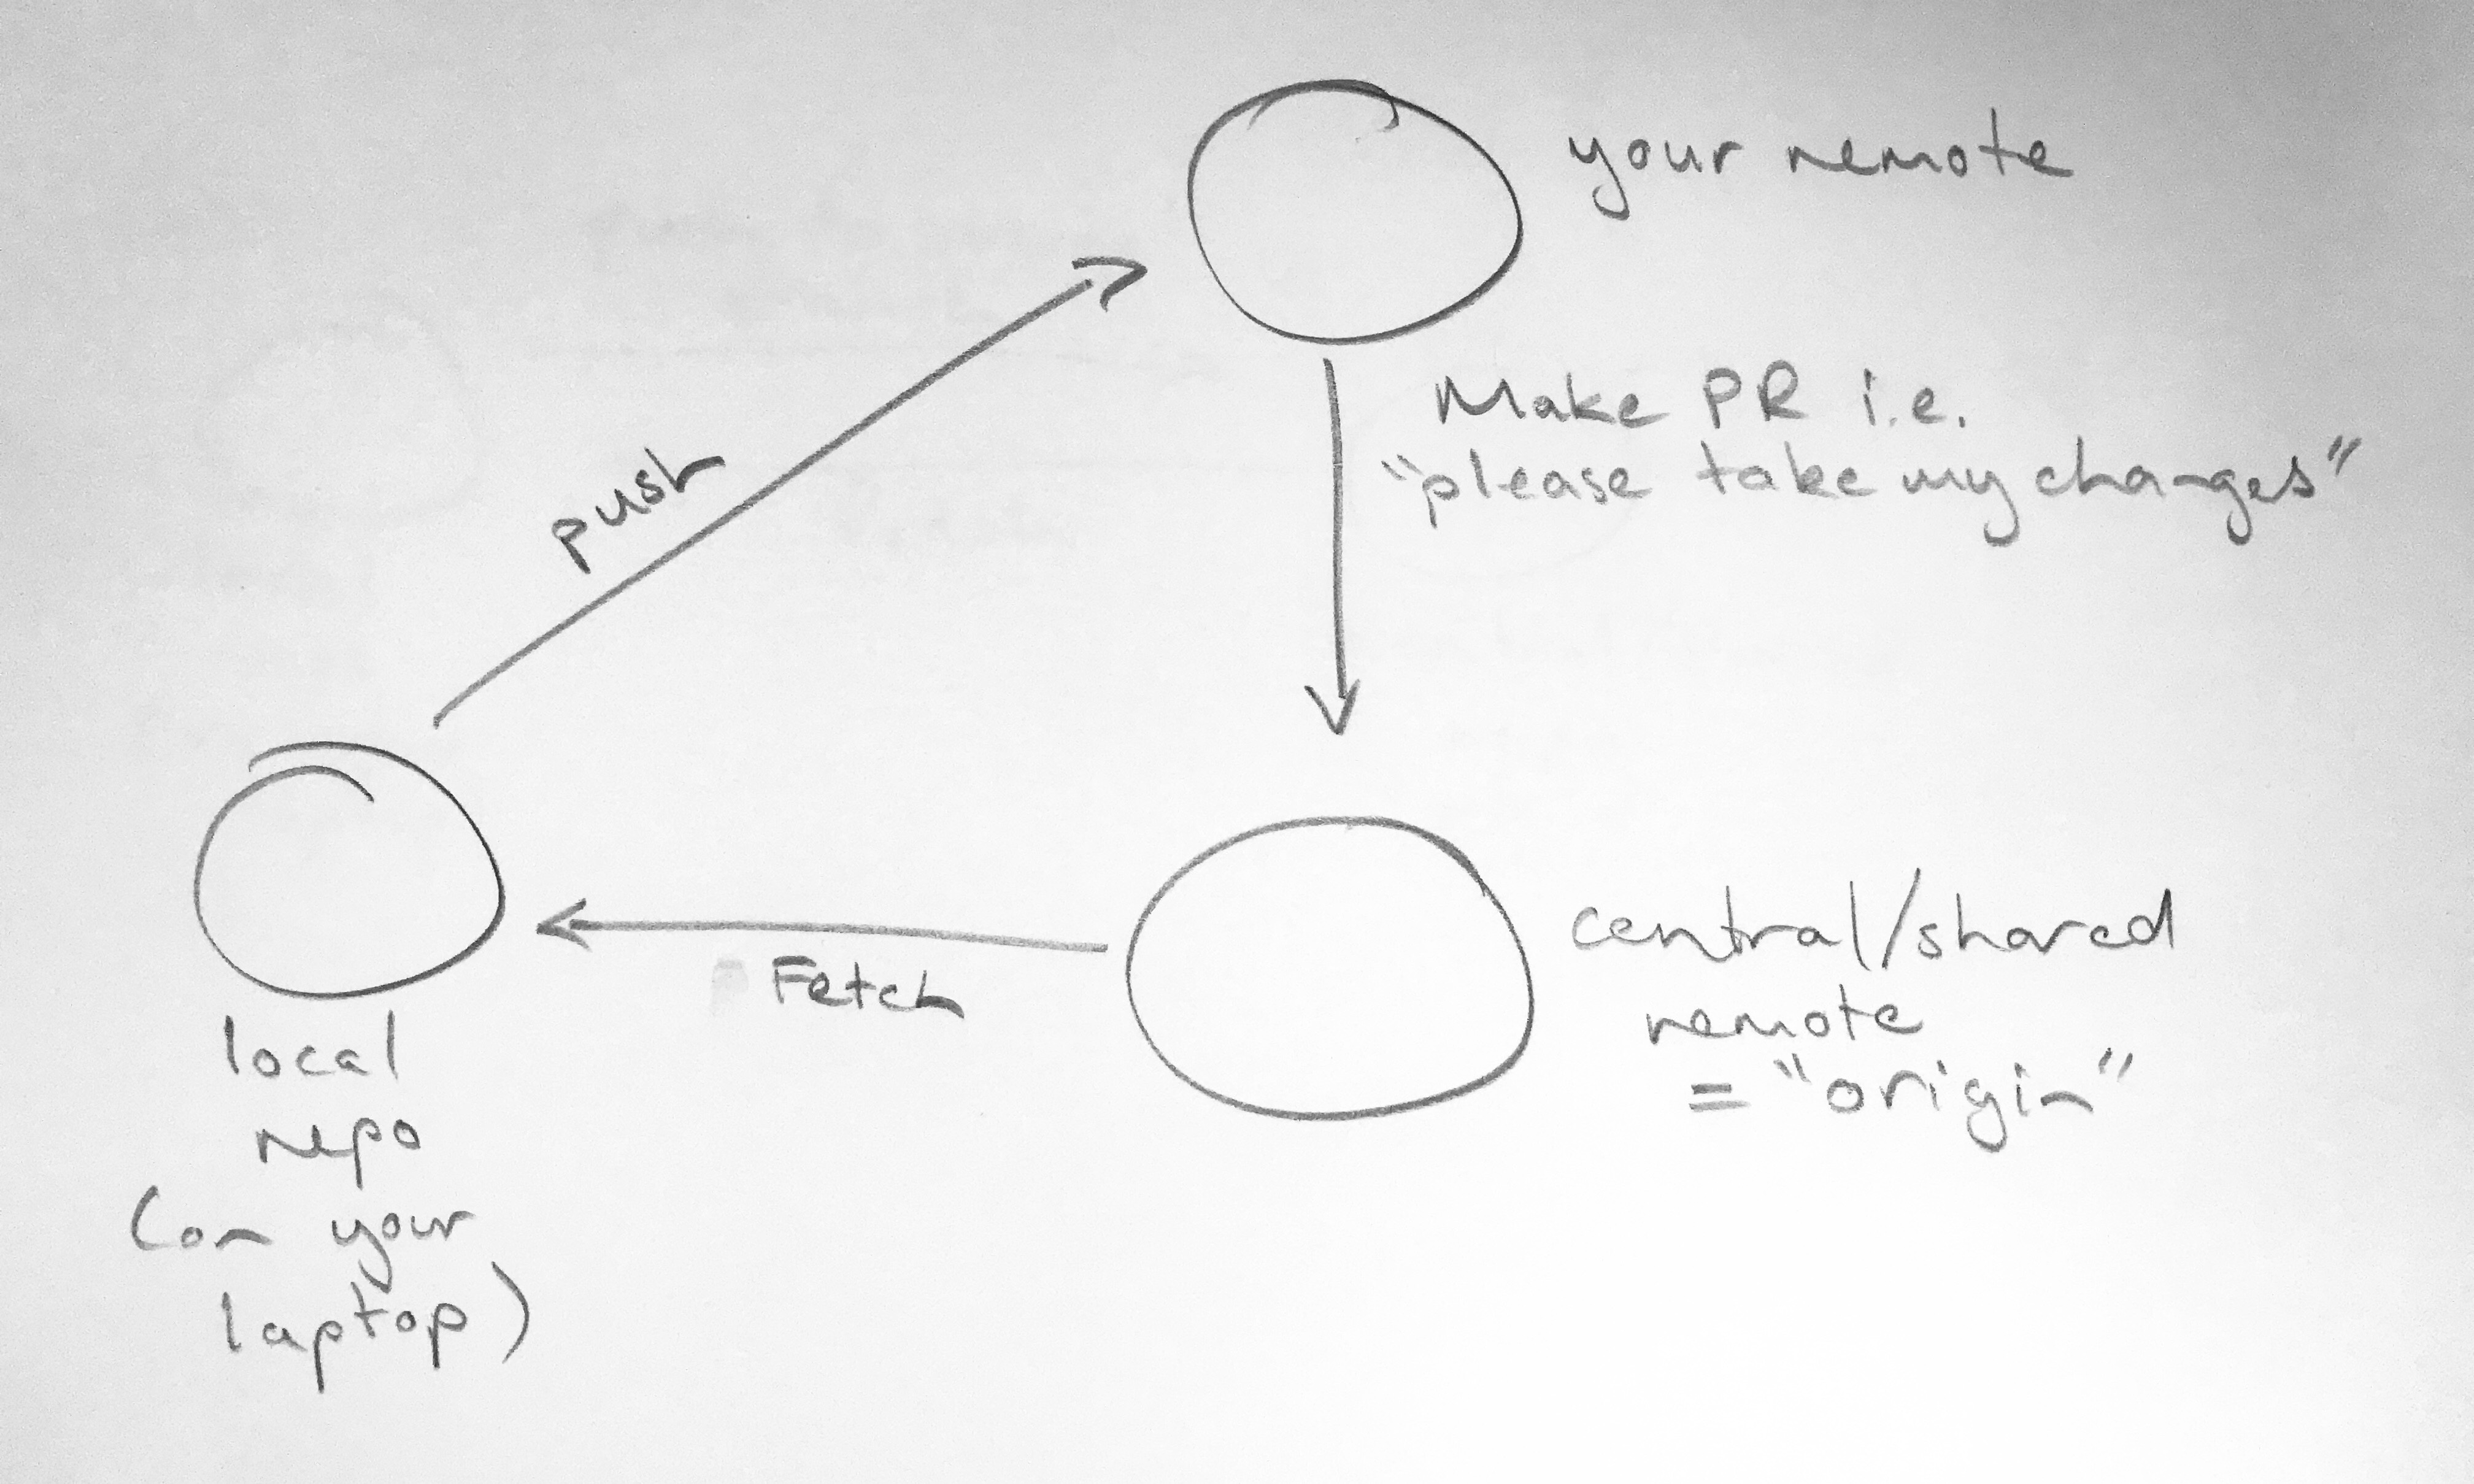 your remote
Make PR i.e.
"please take my changes"
push
Fetch
central/shared
remote
= "origin"
local
repo
(on your
laptop)